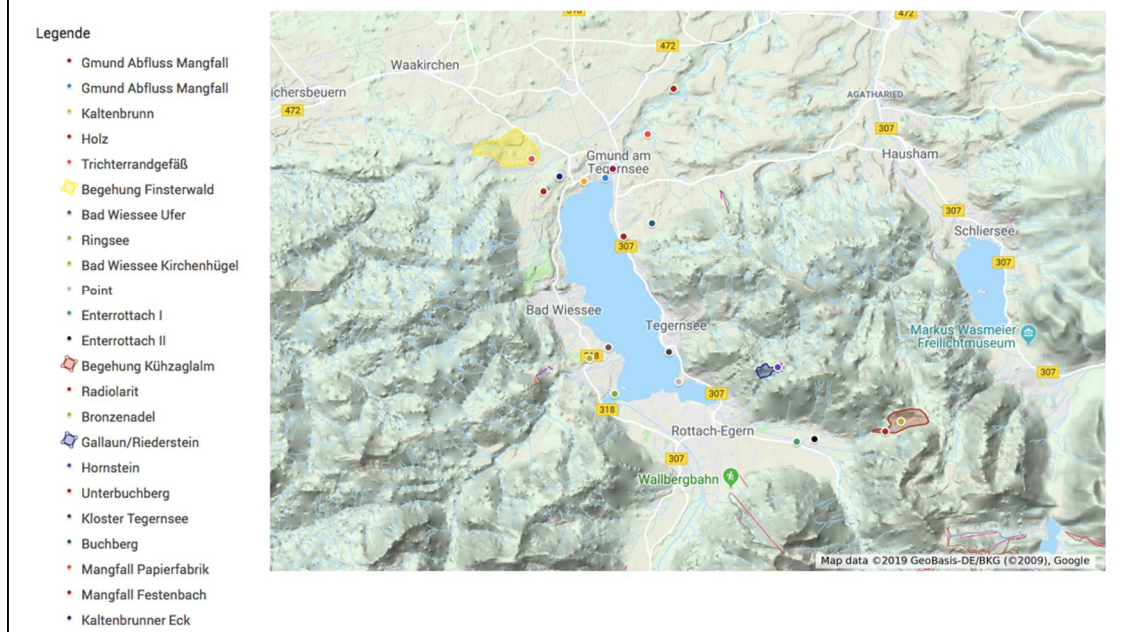 Legende
Gmund Abfluss Mangfall
Gmund Abfluss Mangfall
Kaltenbrunn
Holz
Trichterrandgefäß
Begehung Finsterwald
Bad Wiessee Ufer
Ringsee
Bad Wiessee Kirchenhügel
Point
Enterrottach I
Enterrottach II
Begehung Kühzaglalm
Radiolarit
Bronzenadel
Gallaun/Riederstein
Hornstein
Unterbuchberg
Kloster Tegernsee
Buchberg
Mangfall Papierfabrik
Mangfall Festenbach
Kaltenbrunner Eck
318
472
472
Waakirchen
ichersbeuern
472
AGATHARIED
307
Hausham
Gmund am
Tegernsee
307
Schliersee
307
307
Bad Wiessee
Tegernsee
Markus Wasmeier
Freilichtmuseum
318
307
307
318
Rottach-Egern
307
Wallbergbahn
Map data ©2019 GeoBasis-DE/BKG (©2009), Google